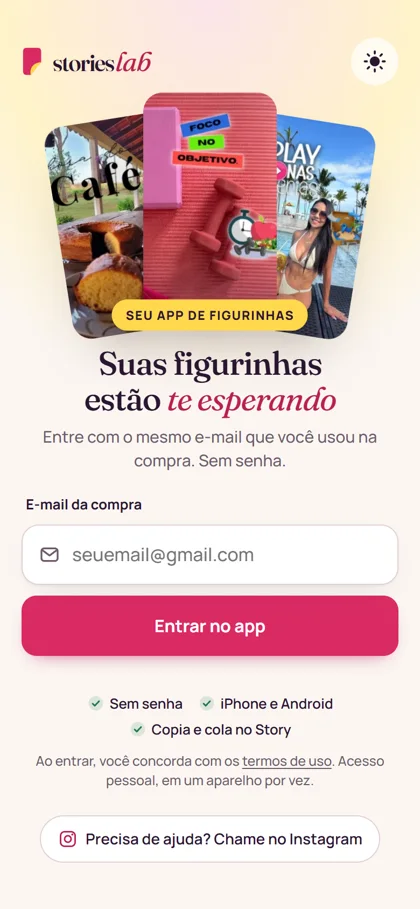 storieslab
Café
FOCO
NO
OBJETIVO
PLAY
NAS
SEU APP DE FIGURINHAS
Suas figurinhas
estão te esperando
Entre com o mesmo e-mail que você usou na
compra. Sem senha.
E-mail da compra
seuemail@gmail.com
Entrar no app
Sem senha
iPhone e Android
Copia e cola no Story
Ao entrar, você concorda com os termos de uso. Acesso
pessoal, em um aparelho por vez.
Precisa de ajuda? Chame no Instagram